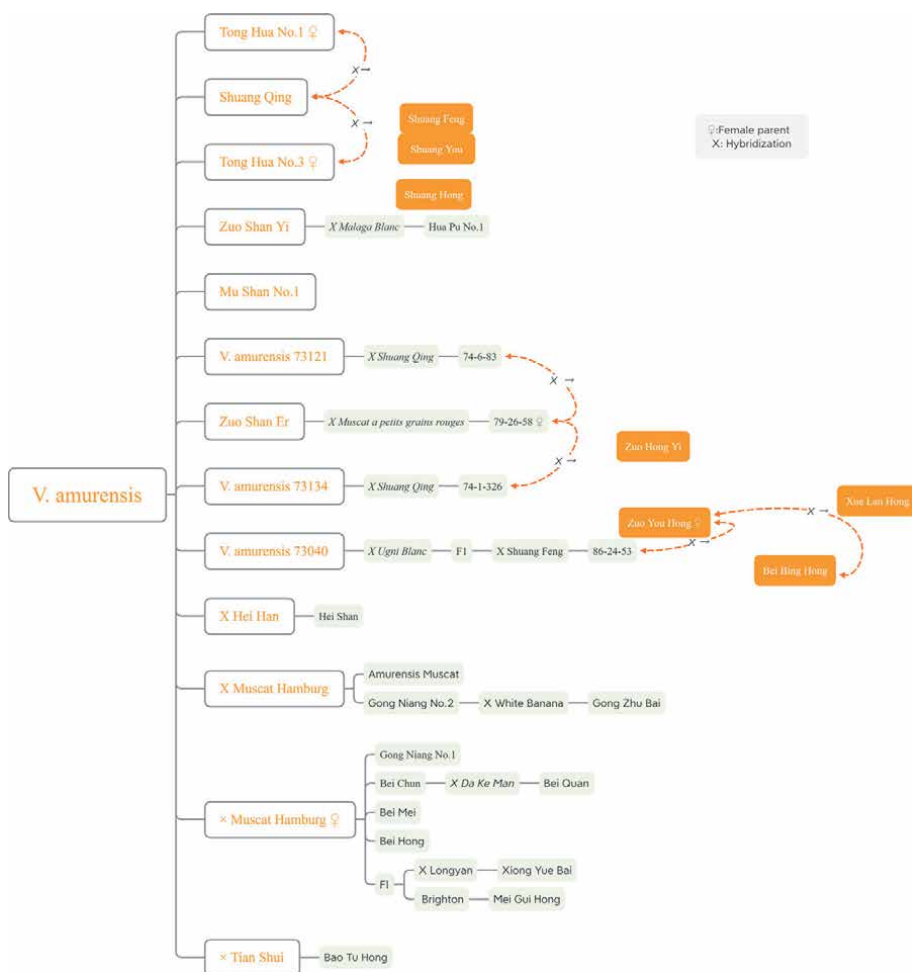 Tong Hua No.1 ♀
X→
Shuang Qing
X →
Shuang Feng
♀:Female parent
X: Hybridization
Shuang You
Tong Hua No.3 ♀
Shuang Hong
Zuo Shan Yi
X Malaga Blanc
Hua Pu No.1
Mu Shan No.1
V. amurensis 73121
X Shuang Qing
74-6-83
X →
Zuo Shan Er
X Muscat a petits grains rouges
79-26-58 ♀
Zuo Hong Yi
X→
V. amurensis
V. amurensis 73134
X Shuang Qing
74-1-326
Xue Lan Hong
X →
Zuo You Hong ♀
X→
V. amurensis 73040
X Ugni Blanc
F1
X Shuang Feng
86-24-53
Bei Bing Hong
X Hei Han
Hei Shan
X Muscat Hamburg
Amurensis Muscat
Gong Niang No.2
X White Banana
Gong Zhu Bai
× Muscat Hamburg ♀
Gong Niang No.1
Bei Chun
X Da Ke Man
Bei Quan
Bei Mei
Bei Hong
F1
X Longyan
Xiong Yue Bai
Brighton
Mei Gui Hong
× Tian Shui
Bao Tu Hong